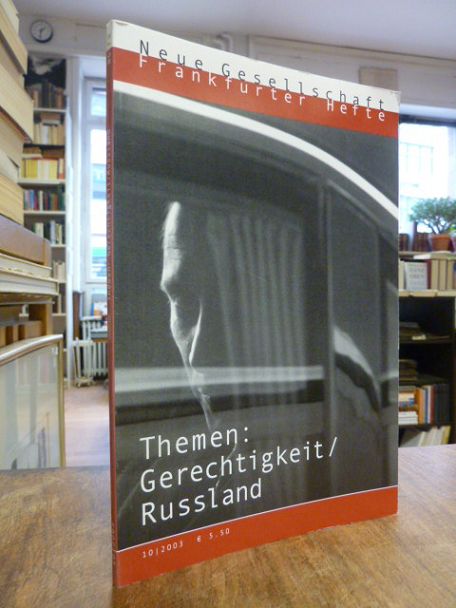 Neue Gesellschaft
Frankfurter Hefte
Themen:
Gerechtigkeit/
Russland
10|2003 € 5,50